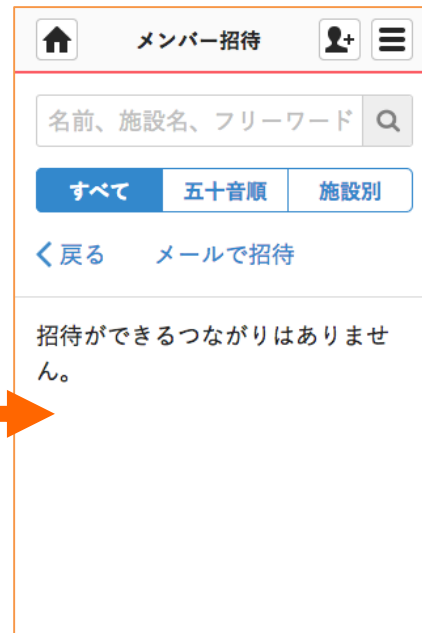 メンバー招待
名前、施設名、フリーワード
すべて 五十音順 施設別
戻る メールで招待
招待ができるつながりはありませ
ん。